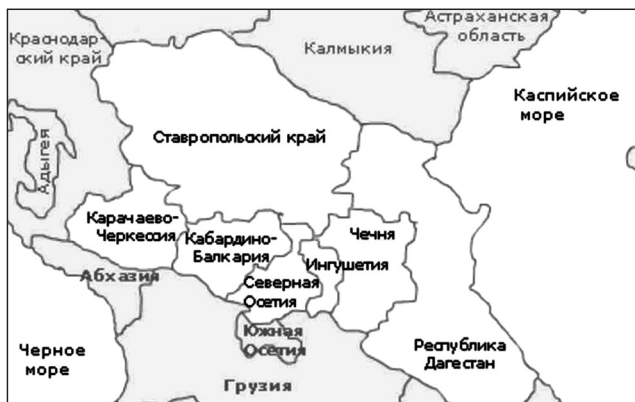 Астраханская
область
Краснодар-
ский край
Калмыкия
Каспийское
море
Ставропольский край
Адыгея
Карачаево-
Черкессия
Кабардино-
Балкария
Чечня
Ингушетия
Северная
Осетия
Абхазия
Южная
Осетия
Черное
море
Республика
Дагестан
Грузия